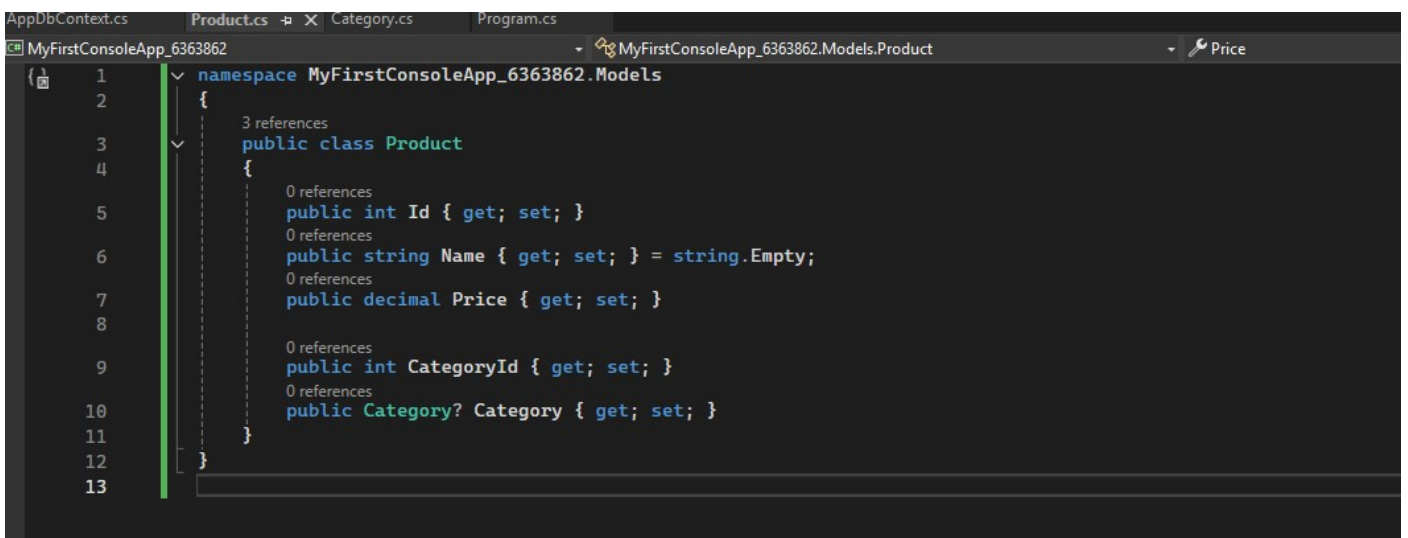 AppDbContext.cs Product.cs Category.cs Program.cs
C# MyFirstConsoleApp_6363862 MyFirstConsoleApp_6363862.Models.Product Price
1 namespace MyFirstConsoleApp_6363862.Models
2 {
3 references
3 public class Product
4 {
0 references
5 public int Id { get; set; }
0 references
6 public string Name { get; set; } = string.Empty;
0 references
7 public decimal Price { get; set; }
8
0 references
9 public int CategoryId { get; set; }
0 references
10 public Category? Category { get; set; }
11 }
12 }
13